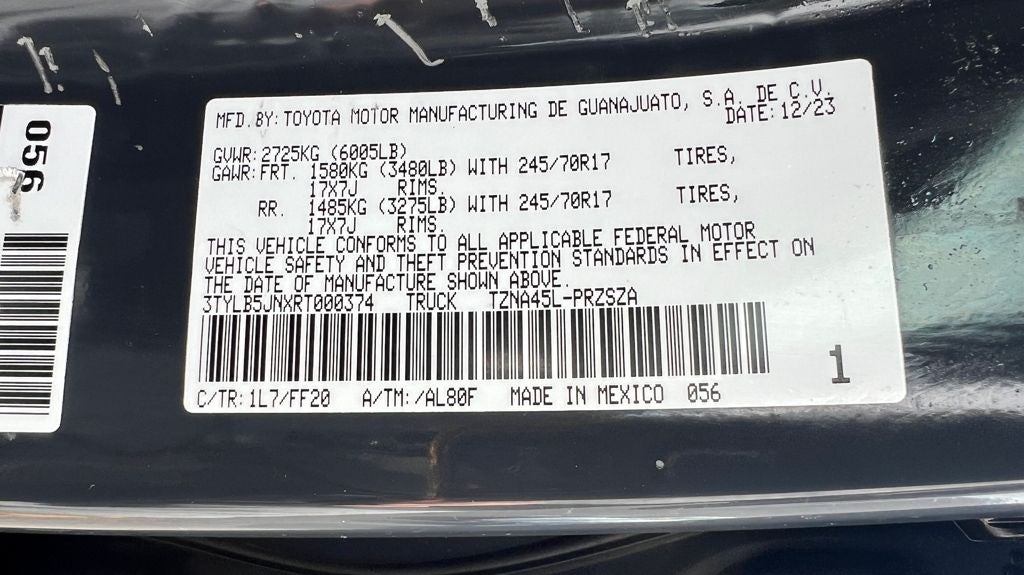 056
MFD. BY: TOYOTA MOTOR MANUFACTURING DE GUANAJUATO, S.A. DE C.V.
DATE: 12/23
GVWR: 2725KG (6005LB)
GAWR: FRT. 1580KG (3480LB) WITH 245/70R17 TIRES,
17X7J RIMS.
RR. 1485KG (3275LB) WITH 245/70R17 TIRES,
17X7J RIMS.
THIS VEHICLE CONFORMS TO ALL APPLICABLE FEDERAL MOTOR
VEHICLE SAFETY AND THEFT PREVENTION STANDARDS IN EFFECT ON
THE DATE OF MANUFACTURE SHOWN ABOVE.
3TYLB5JNXRT000374 TRUCK TZNA45L-PRZSZA
1
C/TR: 1L7/FF20 A/TM: /AL80F MADE IN MEXICO 056